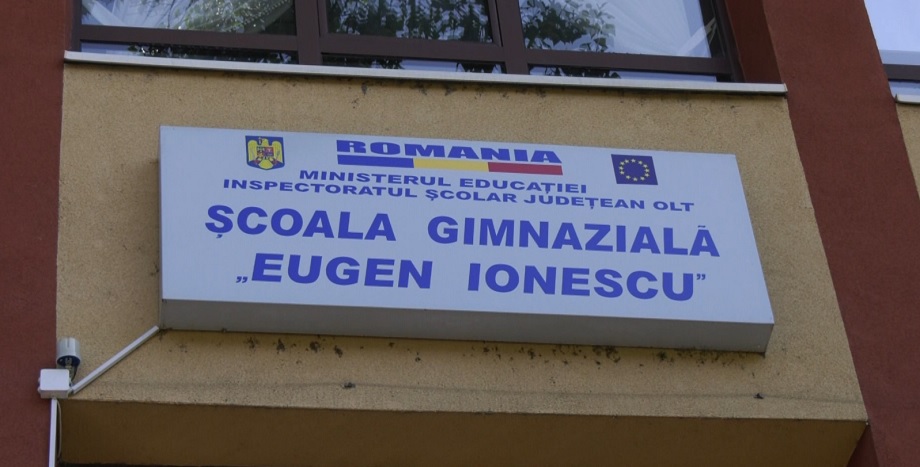 ROMANIA
MINISTERUL EDUCAȚIEI
INSPECTORATUL ȘCOLAR JUDEȚEAN OLT
ȘCOALA GIMNAZIALĂ
„EUGEN IONESCU”